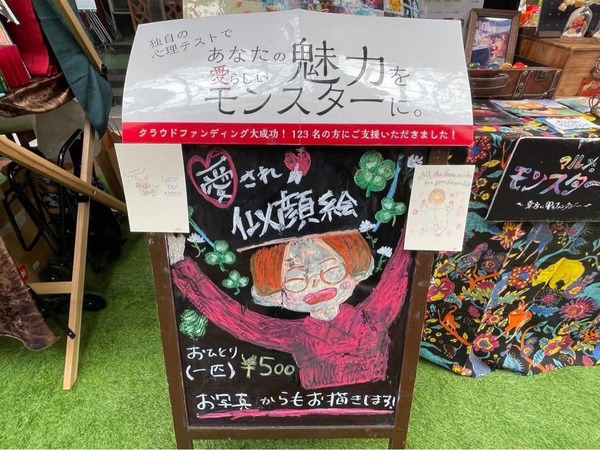 独自の
心理テストで
あなたの魅力を
愛らしい
モンスターに。
クラウドファンディング大成功！123名の方にご支援いただきました！
愛され
似顔絵
おひとり
(一匹) ¥500
お写真からもお描きします！
モンスター